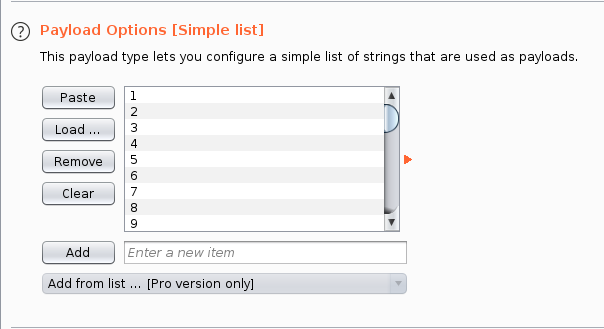 Payload Options [Simple list]
This payload type lets you configure a simple list of strings that are used as payloads.
Paste
Load ...
Remove
Clear
1
2
3
4
5
6
7
8
9
Add
Enter a new item
Add from list ... [Pro version only]